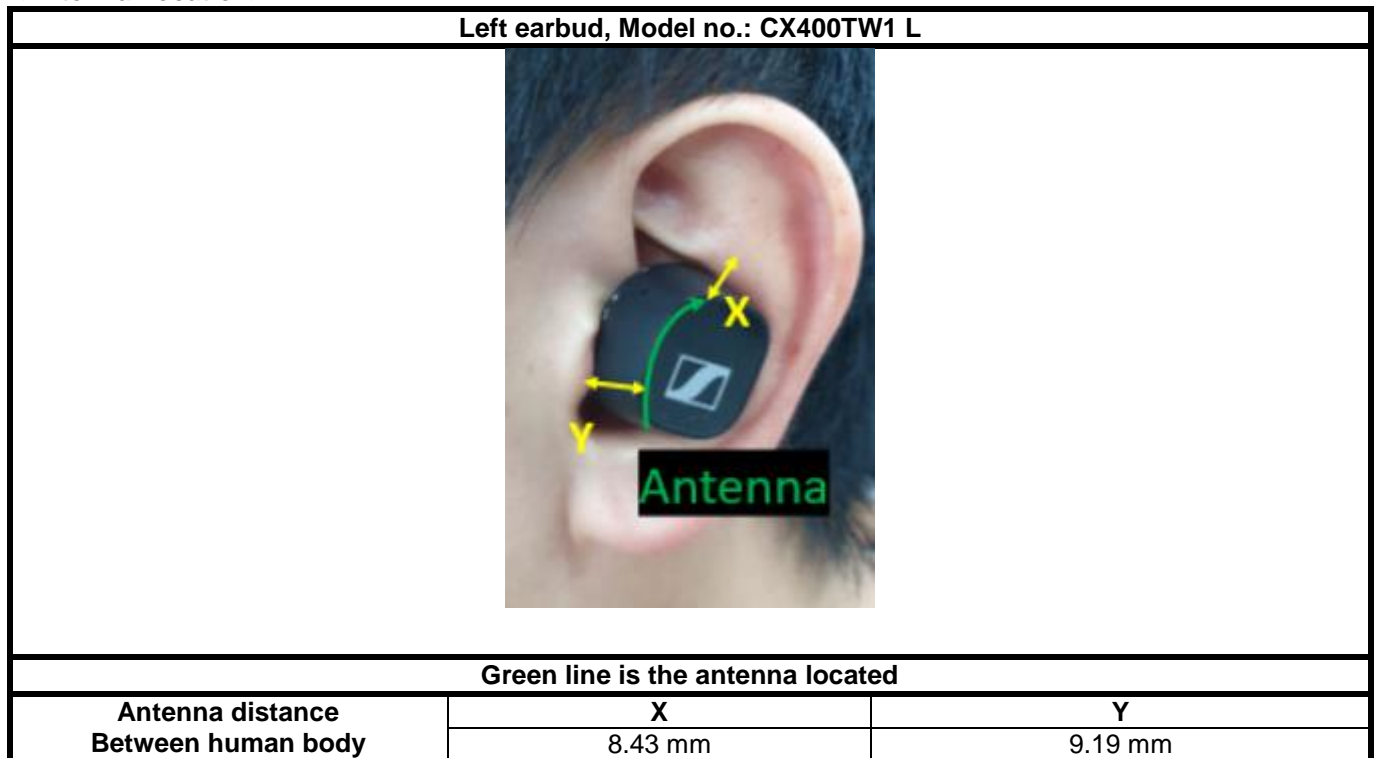 Left earbud, Model no.: CX400TW1 L
X
Y
Antenna
Green line is the antenna located
Antenna distance
Between human body
X
Y
8.43 mm
9.19 mm